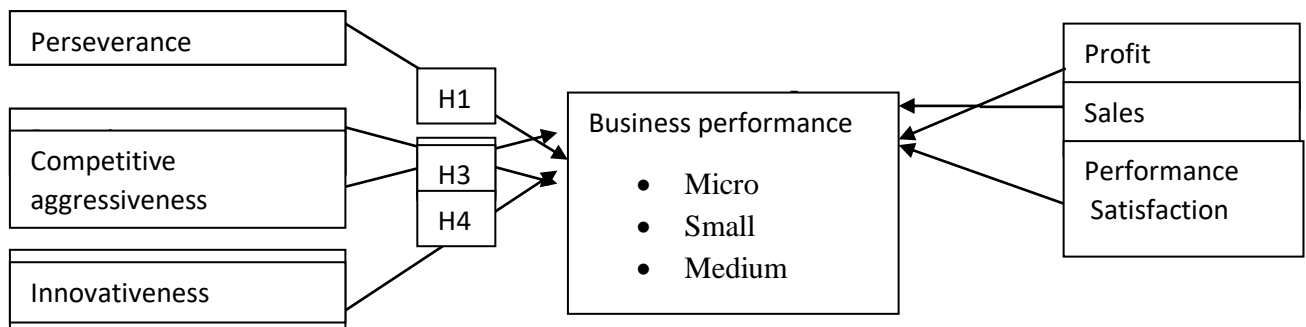 Perseverance
H1
Competitive
aggressiveness
H3
H4
Innovativeness
Business performance
• Micro
• Small
• Medium
Profit
Sales
Performance
Satisfaction